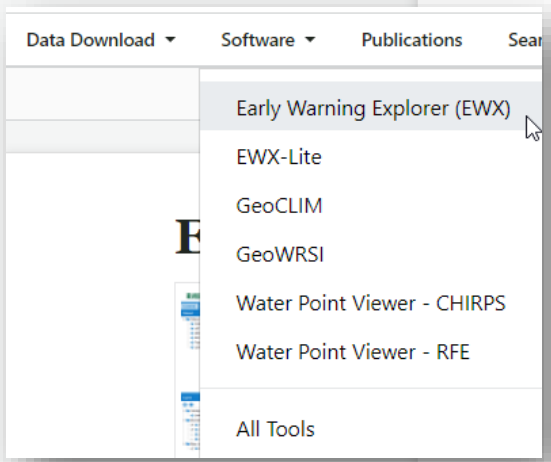 Data Download Software Publications
Early Warning Explorer (EWX)
EWX-Lite
GeoCLIM
GeoWRSI
Water Point Viewer - CHIRPS
Water Point Viewer - RFE
All Tools